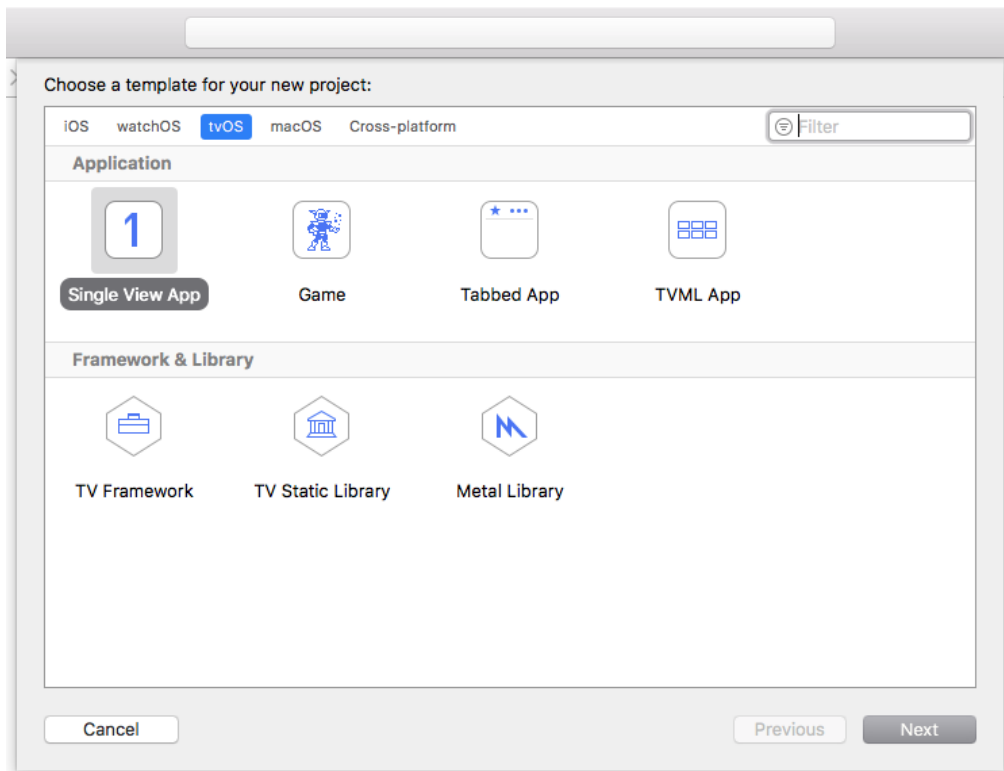 Choose a template for your new project:
iOS watchOS tvOS macOS Cross-platform Filter
Application
1
Single View App Game Tabbed App TVML App
Framework & Library
TV Framework TV Static Library Metal Library
Cancel Previous Next